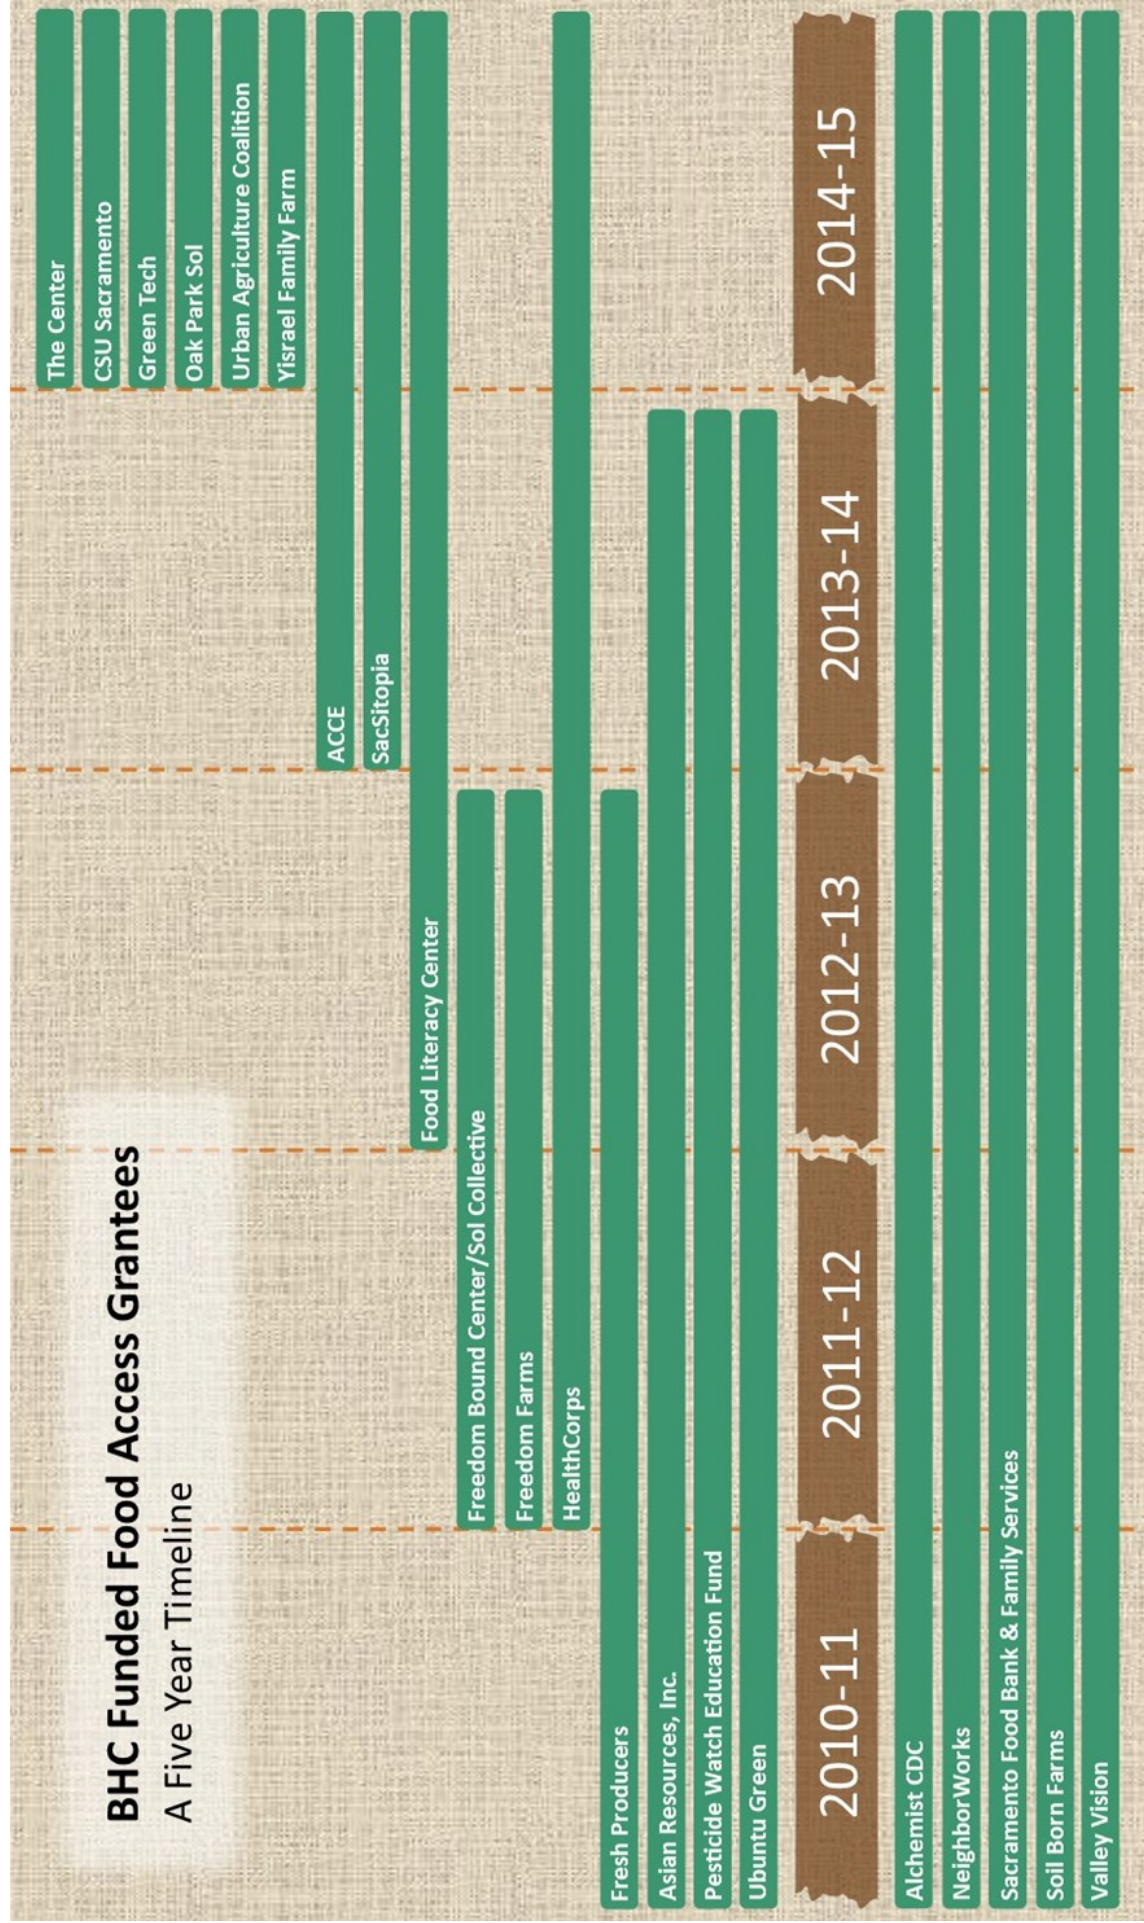 BHC Funded Food Access Grantees
A Five Year Timeline
The Center
CSU Sacramento
Green Tech
Oak Park Sol
Urban Agriculture Coalition
Yisrael Family Farm
ACCE
SacSitopia
Food Literacy Center
Freedom Bound Center/Sol Collective
Freedom Farms
HealthCorps
Fresh Producers
Asian Resources, Inc.
Pesticide Watch Education Fund
Ubuntu Green
2010-11
2011-12
2012-13
2013-14
2014-15
Alchemist CDC
NeighborWorks
Sacramento Food Bank & Family Services
Soil Born Farms
Valley Vision